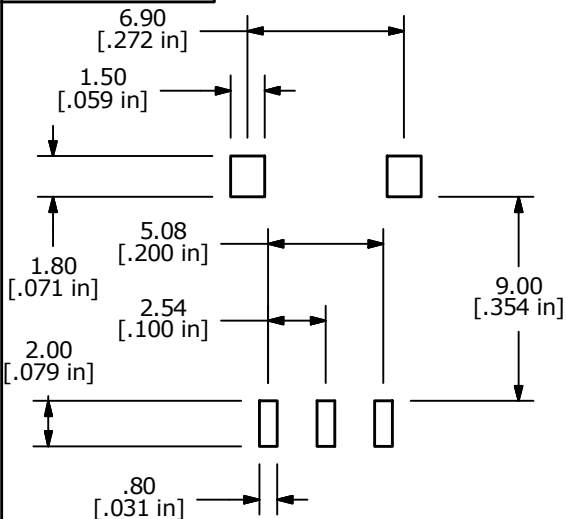 6.90
[.272 in]
1.50
[.059 in]
5.08
[.200 in]
1.80
[.071 in]
9.00
[.354 in]
2.54
[.100 in]
2.00
[.079 in]
.80
[.031 in]